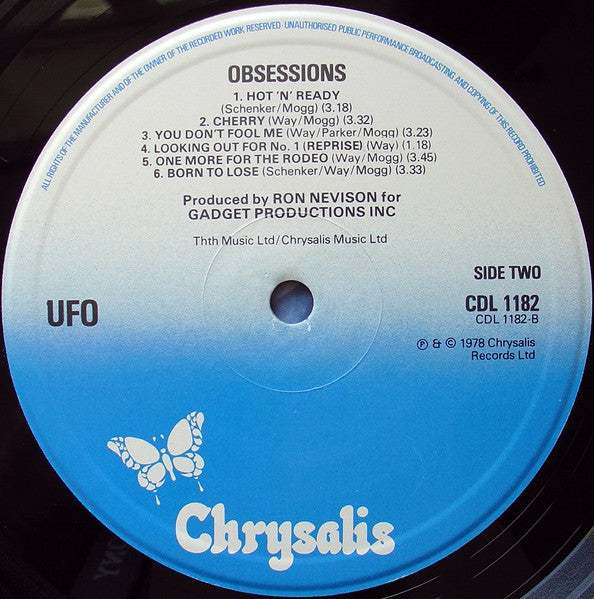 ALL RIGHTS OF THE MANUFACTURER AND OF THE OWNER OF THE RECORDED WORK RESERVED · UNAUTHORISED PUBLIC PERFORMANCE BROADCASTING AND COPYING OF THIS RECORD PROHIBITED
OBSESSIONS
1. HOT 'N' READY
(Schenker/Mogg) (3.18)
2. CHERRY (Way/Mogg) (3.32)
3. YOU DON'T FOOL ME (Way/Parker/Mogg) (3.23)
4. LOOKING OUT FOR No. 1 (REPRISE) (Way) (1.18)
5. ONE MORE FOR THE RODEO (Way/Mogg) (3.45)
6. BORN TO LOSE (Schenker/Way/Mogg) (3.33)
Produced by RON NEVISON for
GADGET PRODUCTIONS INC
Thth Music Ltd/Chrysalis Music Ltd
SIDE TWO
UFO
CDL 1182
CDL 1182-B
℗ & © 1978 Chrysalis
Records Ltd
Chrysalis